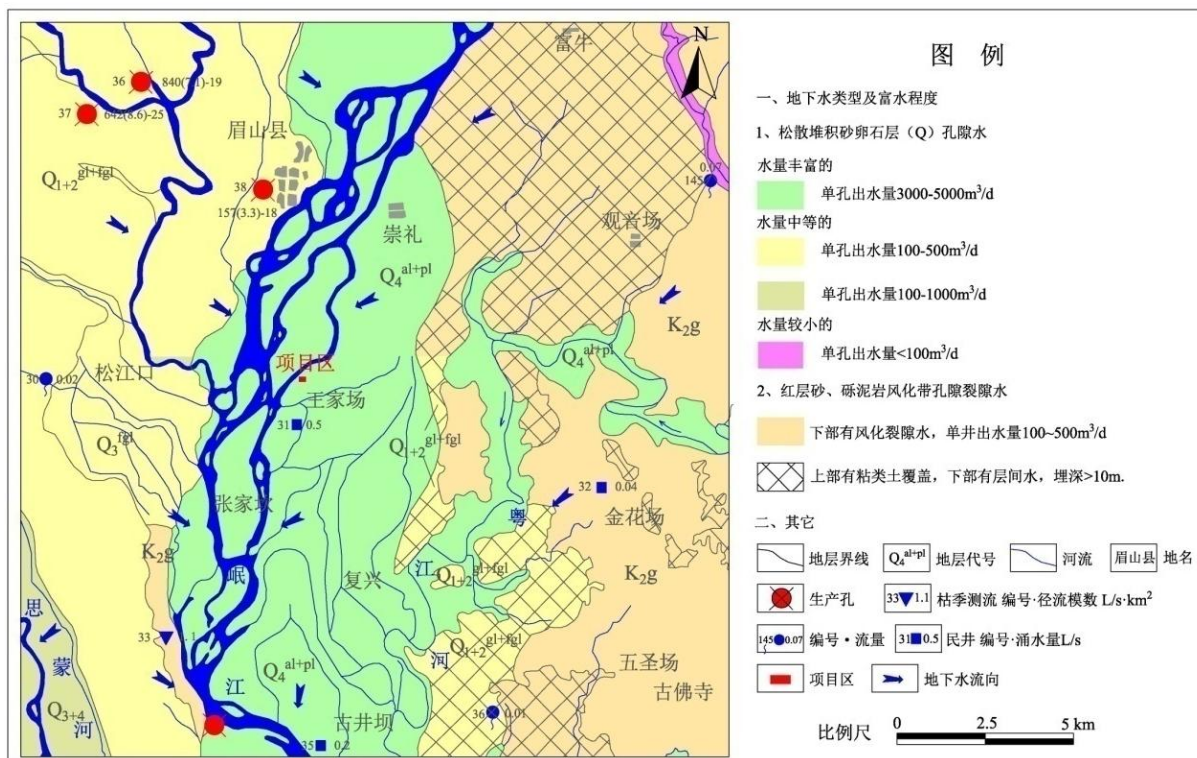 富牛
N
36 840(7.1)-19
37 642(8.6)-25
眉山县
Q₁₊₂ᵍˡ⁺ᶠᵍˡ
0.07
145
38
157(3.3)-18
崇礼
观音场
Q₄ᵃˡ⁺ᵖˡ
K₂g
项目区
Q₄ᵃˡ⁺ᵖˡ
松江口
30 0.02
王家场
31 0.5
Q₃ᶠᵍˡ
Q₁₊₂ᵍˡ⁺ᶠᵍˡ
32 0.04
张家坎
粤
金花场
K₂g
岷
复兴
江
Q₁₊₂ᵍˡ⁺ᶠᵍˡ
K₂g
思
33 1.1
Q₁₊₂ᵍˡ⁺ᶠᵍˡ
蒙
Q₄ᵃˡ⁺ᵖˡ
河
五圣场
Q₃₊₄
江
古佛寺
河
古井坝
36 0.01
35 0.2
图 例
一、地下水类型及富水程度
1、松散堆积砂卵石层（Q）孔隙水
水量丰富的
单孔出水量3000-5000m³/d
水量中等的
单孔出水量100-500m³/d
单孔出水量100-1000m³/d
水量较小的
单孔出水量<100m³/d
2、红层砂、砾泥岩风化带孔隙裂隙水
下部有风化裂隙水，单井出水量100~500m³/d
上部有粘类土覆盖，下部有层间水，埋深>10m.
二、其它
地层界线 Q₄ᵃˡ⁺ᵖˡ 地层代号 河流 眉山县 地名
生产孔 33 1.1 枯季测流 编号·径流模数 L/s·km²
145 0.07 编号·流量 31 0.5 民井 编号·涌水量L/s
项目区 地下水流向
比例尺 0 2.5 5 km